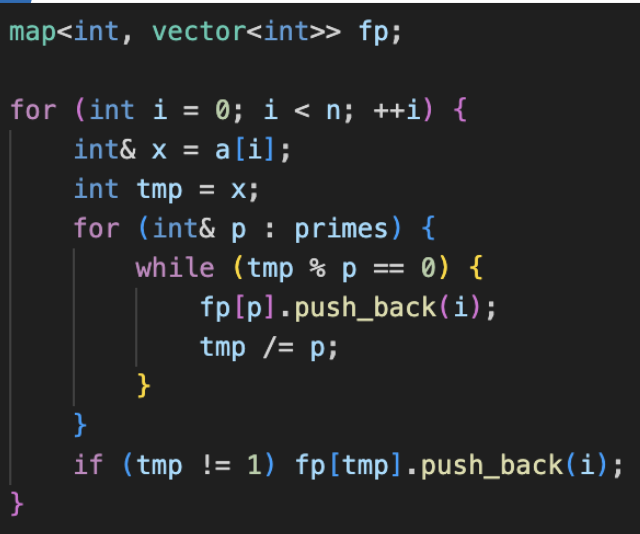 map<int, vector<int>> fp;
for (int i = 0; i < n; ++i) {
int& x = a[i];
int tmp = x;
for (int& p : primes) {
while (tmp % p == 0) {
fp[p].push_back(i);
tmp /= p;
}
}
if (tmp != 1) fp[tmp].push_back(i);
}